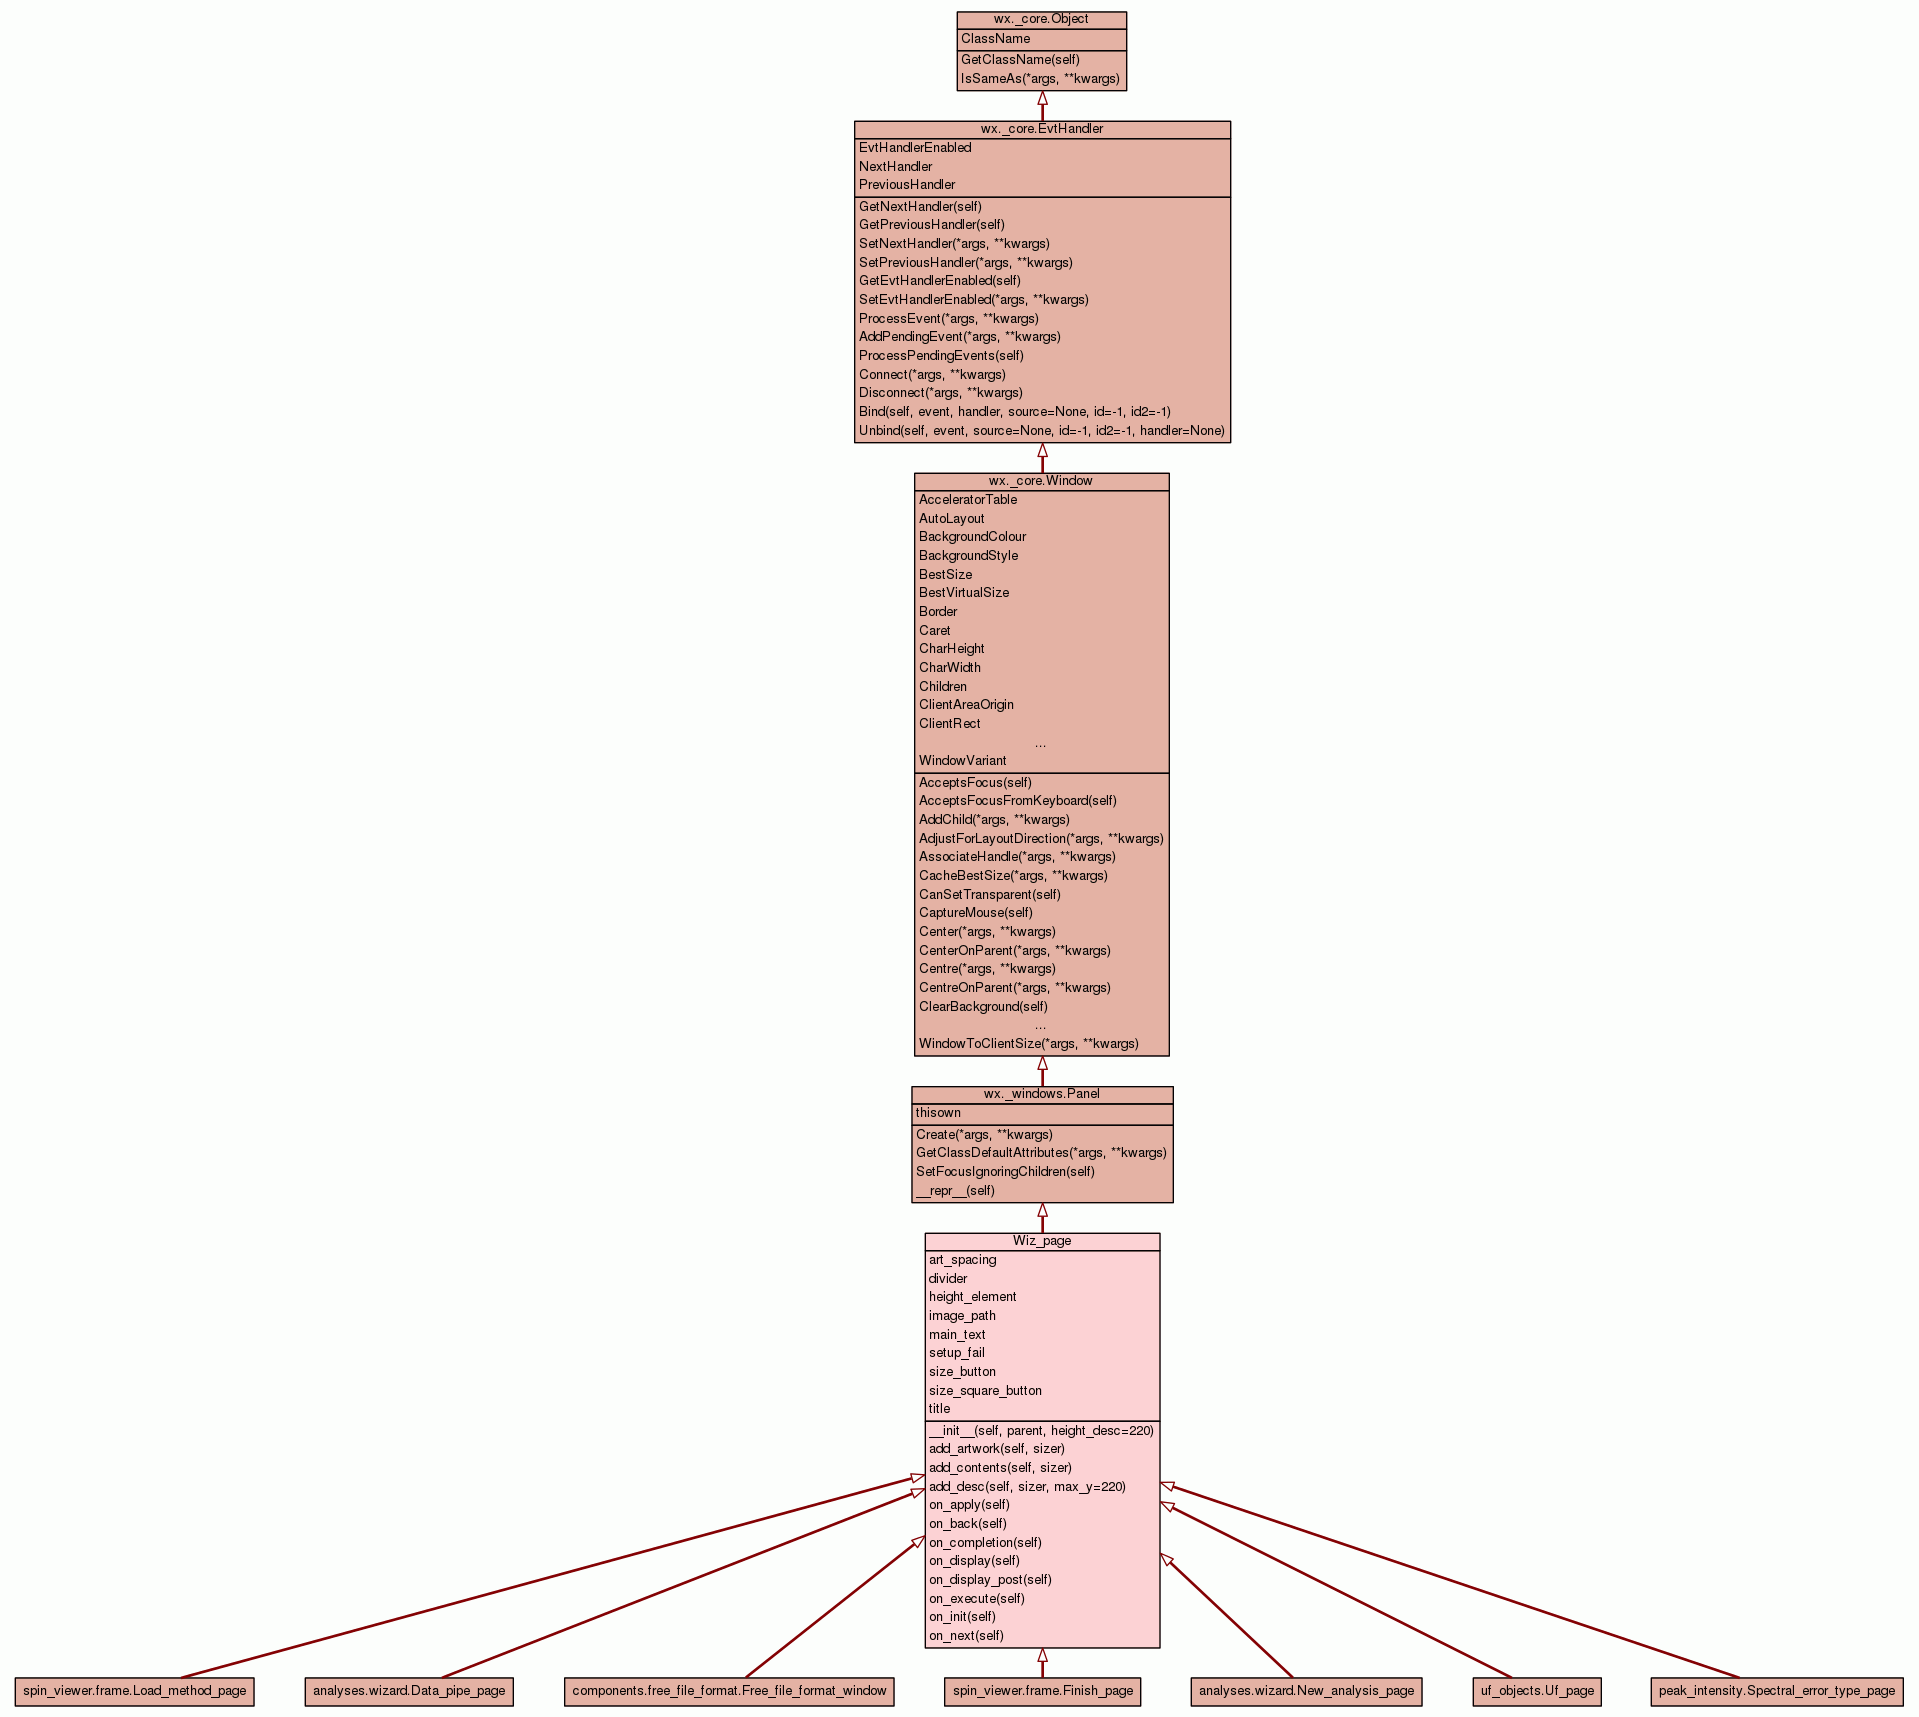 wx._core.Object
ClassName
GetClassName(self)
IsSameAs(*args, **kwargs)
wx._core.EvtHandler
EvtHandlerEnabled
NextHandler
PreviousHandler
GetNextHandler(self)
GetPreviousHandler(self)
SetNextHandler(*args, **kwargs)
SetPreviousHandler(*args, **kwargs)
GetEvtHandlerEnabled(self)
SetEvtHandlerEnabled(*args, **kwargs)
ProcessEvent(*args, **kwargs)
AddPendingEvent(*args, **kwargs)
ProcessPendingEvents(self)
Connect(*args, **kwargs)
Disconnect(*args, **kwargs)
Bind(self, event, handler, source=None, id=-1, id2=-1)
Unbind(self, event, source=None, id=-1, id2=-1, handler=None)
wx._core.Window
AcceleratorTable
AutoLayout
BackgroundColour
BackgroundStyle
BestSize
BestVirtualSize
Border
Caret
CharHeight
CharWidth
Children
ClientAreaOrigin
ClientRect
...
WindowVariant
AcceptsFocus(self)
AcceptsFocusFromKeyboard(self)
AddChild(*args, **kwargs)
AdjustForLayoutDirection(*args, **kwargs)
AssociateHandle(*args, **kwargs)
CacheBestSize(*args, **kwargs)
CanSetTransparent(self)
CaptureMouse(self)
Center(*args, **kwargs)
CenterOnParent(*args, **kwargs)
Centre(*args, **kwargs)
CentreOnParent(*args, **kwargs)
ClearBackground(self)
...
WindowToClientSize(*args, **kwargs)
wx._windows.Panel
thisown
Create(*args, **kwargs)
GetClassDefaultAttributes(*args, **kwargs)
SetFocusIgnoringChildren(self)
__repr__(self)
Wiz_page
art_spacing
divider
height_element
image_path
main_text
setup_fail
size_button
size_square_button
title
__init__(self, parent, height_desc=220)
add_artwork(self, sizer)
add_contents(self, sizer)
add_desc(self, sizer, max_y=220)
on_apply(self)
on_back(self)
on_completion(self)
on_display(self)
on_display_post(self)
on_execute(self)
on_init(self)
on_next(self)
spin_viewer.frame.Load_method_page
analyses.wizard.Data_pipe_page
components.free_file_format.Free_file_format_window
spin_viewer.frame.Finish_page
analyses.wizard.New_analysis_page
uf_objects.Uf_page
peak_intensity.Spectral_error_type_page